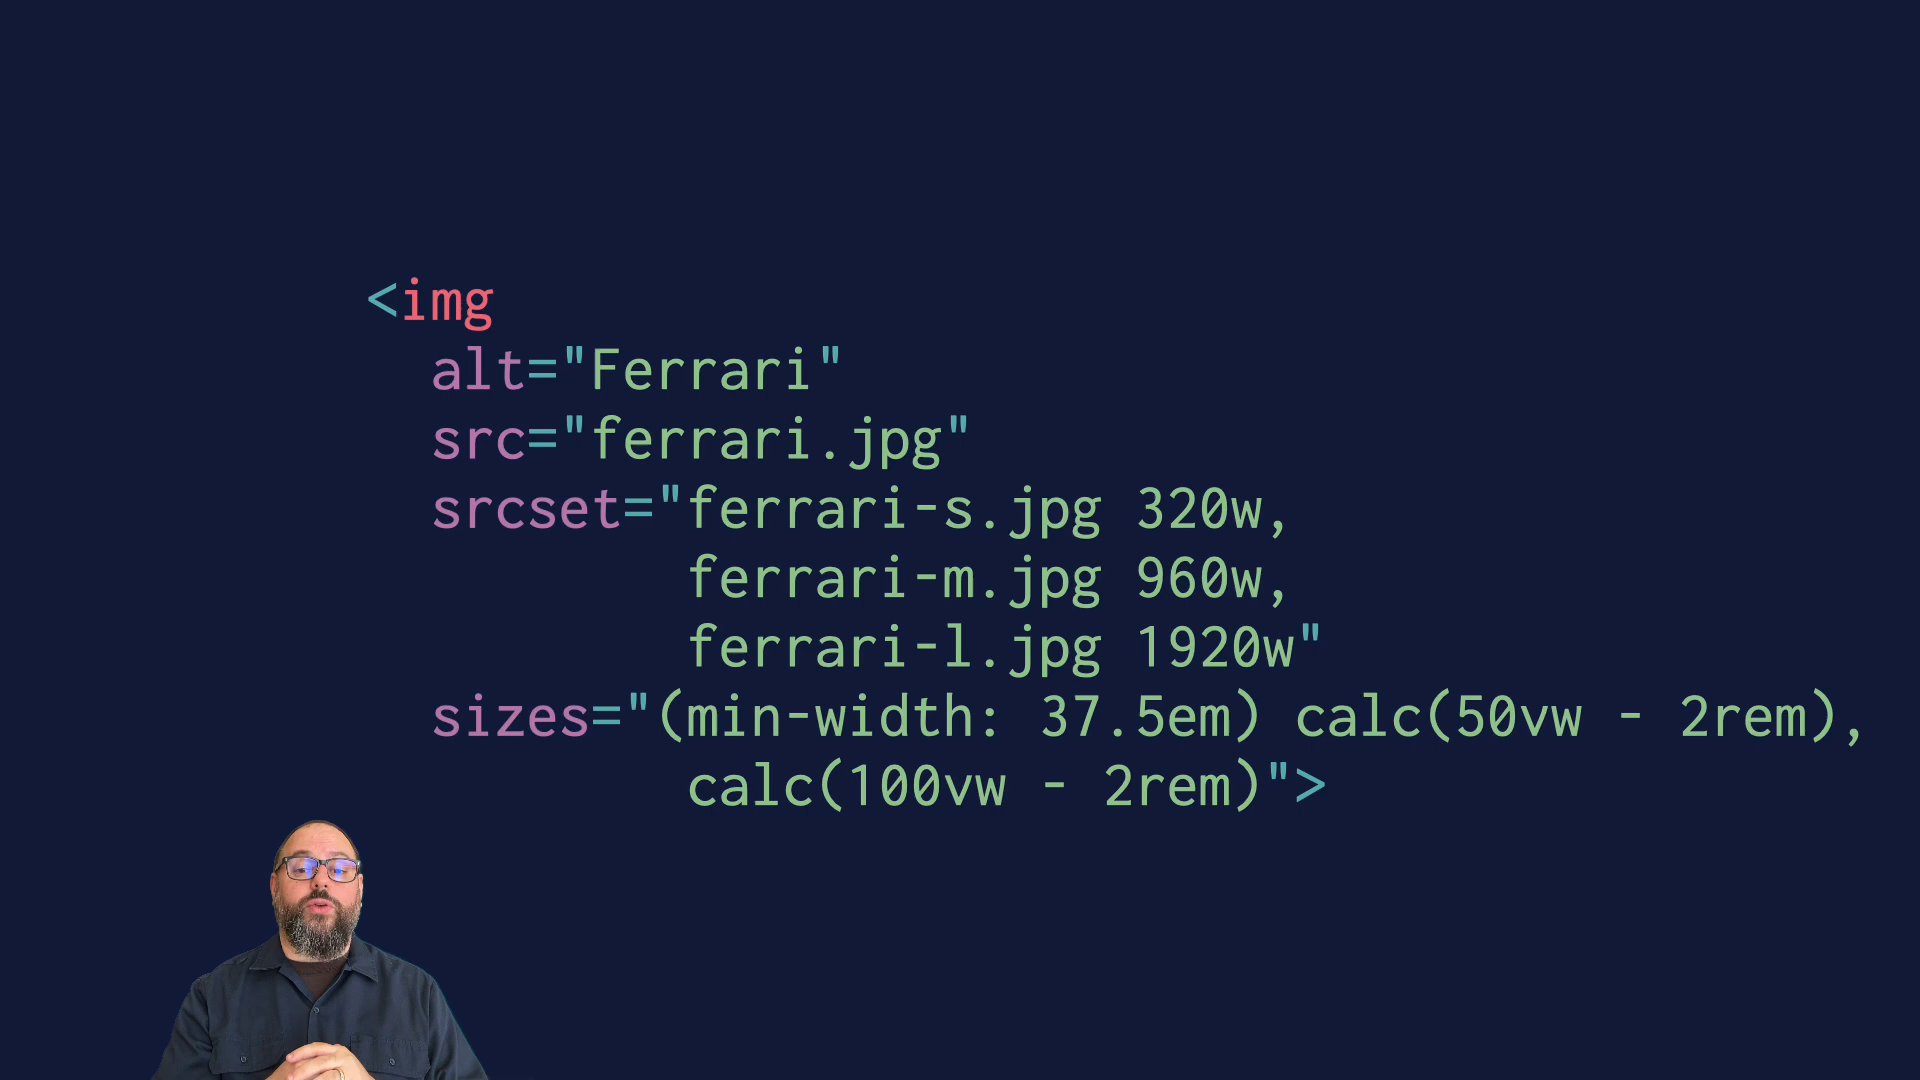 <img
alt="Ferrari"
src="ferrari.jpg"
srcset="ferrari-s.jpg 320w,
ferrari-m.jpg 960w,
ferrari-l.jpg 1920w"
sizes="(min-width: 37.5em) calc(50vw - 2rem),
calc(100vw - 2rem)">